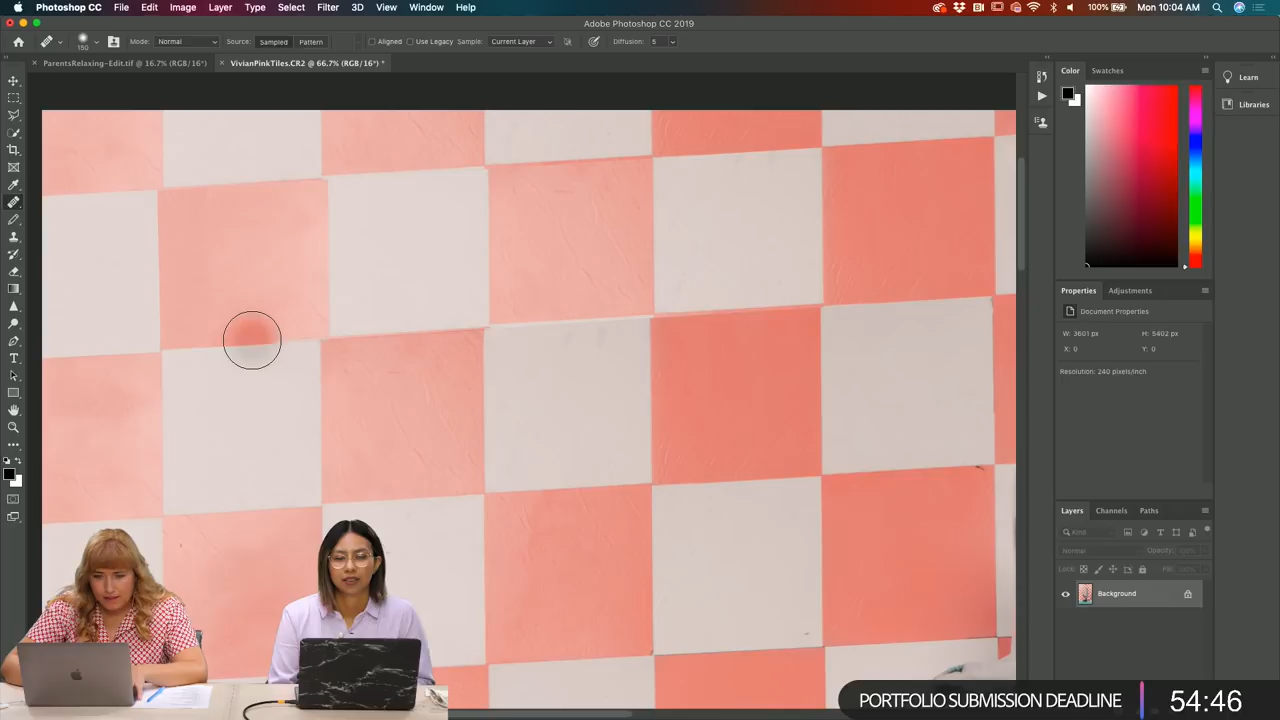 Photoshop CC File Edit Image Layer Type Select Filter 3D View Window Help 100% Mon 10:04 AM
Adobe Photoshop CC 2019
150 Mode: Normal Source: Sampled Pattern Aligned Use Legacy Sample: Current Layer Diffusion: 5
ParentsRelaxing-Edit.tif @ 16.7% (RGB/16*) VivianPinkTiles.CR2 @ 66.7% (RGB/16*) *
Color Swatches
Learn
Libraries
Properties Adjustments
Document Properties
W: 3601 px H: 5402 px
X: 0 Y: 0
Resolution: 240 pixels/inch
Layers Channels Paths
Kind
Normal Opacity: 100%
Lock: Fill: 100%
Background
PORTFOLIO SUBMISSION DEADLINE 54:46